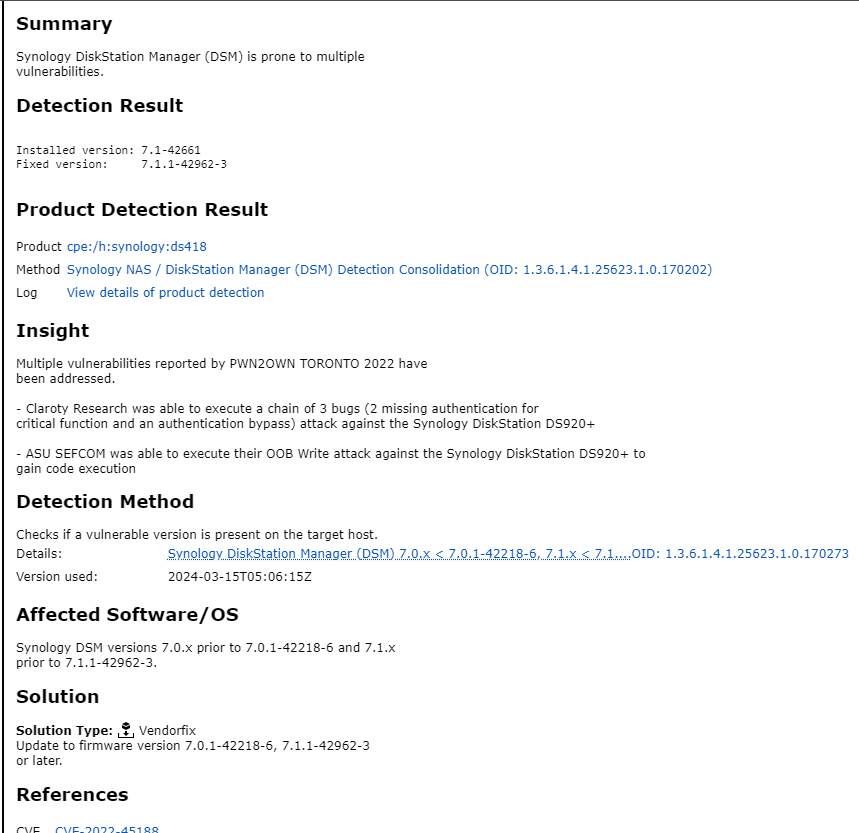 Summary
Synology DiskStation Manager (DSM) is prone to multiple
vulnerabilities.
Detection Result
Installed version: 7.1-42661
Fixed version:     7.1.1-42962-3
Product Detection Result
Product cpe:/h:synology:ds418
Method Synology NAS / DiskStation Manager (DSM) Detection Consolidation (OID: 1.3.6.1.4.1.25623.1.0.170202)
Log View details of product detection
Insight
Multiple vulnerabilities reported by PWN2OWN TORONTO 2022 have
been addressed.
- Claroty Research was able to execute a chain of 3 bugs (2 missing authentication for
critical function and an authentication bypass) attack against the Synology DiskStation DS920+
- ASU SEFCOM was able to execute their OOB Write attack against the Synology DiskStation DS920+ to
gain code execution
Detection Method
Checks if a vulnerable version is present on the target host.
Details: Synology DiskStation Manager (DSM) 7.0.x < 7.0.1-42218-6, 7.1.x < 7.1....OID: 1.3.6.1.4.1.25623.1.0.170273
Version used: 2024-03-15T05:06:15Z
Affected Software/OS
Synology DSM versions 7.0.x prior to 7.0.1-42218-6 and 7.1.x
prior to 7.1.1-42962-3.
Solution
Solution Type: Vendorfix
Update to firmware version 7.0.1-42218-6, 7.1.1-42962-3
or later.
References
CVE CVE-2022-45188